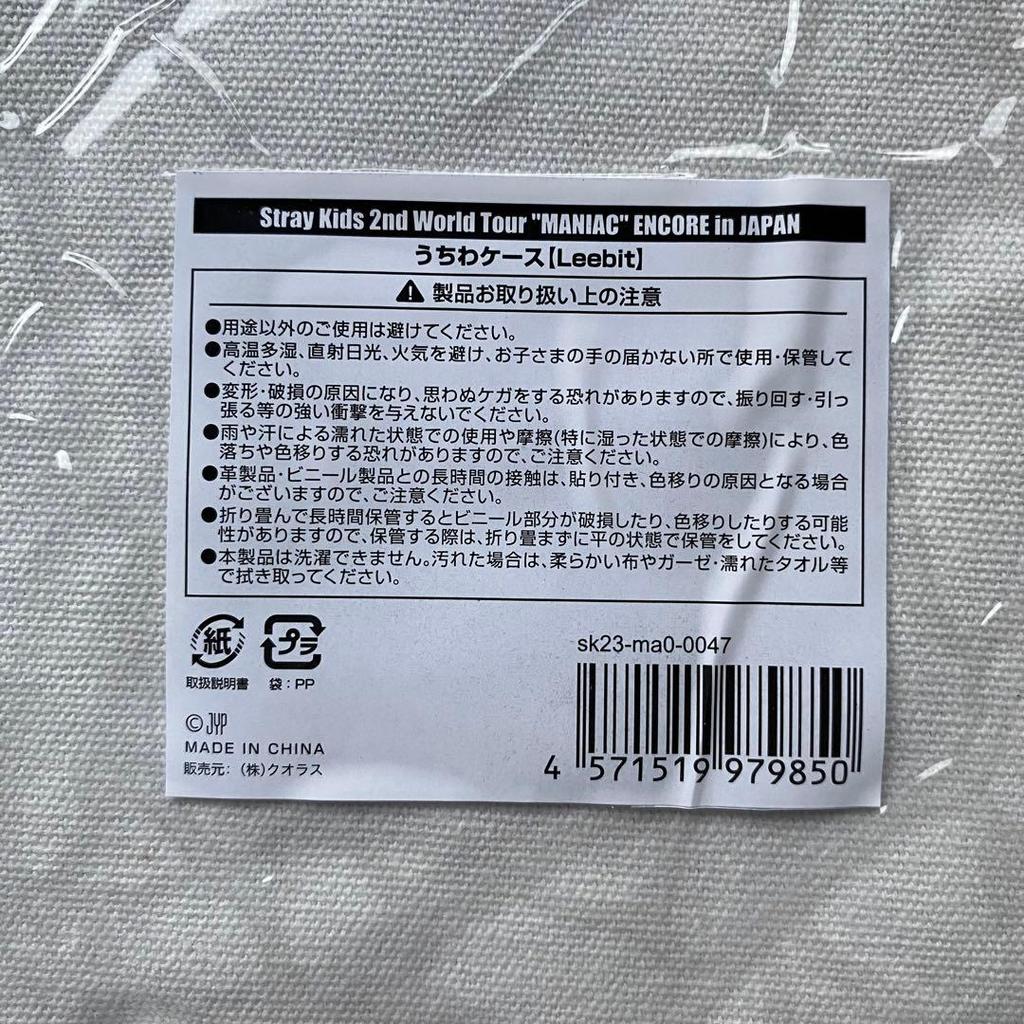 Stray Kids 2nd World Tour "MANIAC" ENCORE in JAPAN
うちわケース【Leebit】
製品お取り扱い上の注意
●用途以外のご使用は避けてください。
●高温多湿、直射日光、火気を避け、お子さまの手の届かない所で使用・保管して
ください。
●変形・破損の原因になり、思わぬケガをする恐れがありますので、振り回す・引っ
張る等の強い衝撃を与えないでください。
●雨や汗による濡れた状態での使用や摩擦(特に湿った状態での摩擦)により、色
落ちや色移りする恐れがありますので、ご注意ください。
●革製品・ビニール製品との長時間の接触は、貼り付き、色移りの原因となる場合
がございますので、ご注意ください。
●折り畳んで長時間保管するとビニール部分が破損したり、色移りしたりする可能
性がありますので、保管する際は、折り畳まずに平の状態で保管をしてください。
●本製品は洗濯できません。汚れた場合は、柔らかい布やガーゼ・濡れたタオル等
で拭き取ってください。
紙 プラ
取扱説明書 袋:PP
sk23-ma0-0047
© JYP
MADE IN CHINA
販売元:(株)クオラス
4 571519 979850